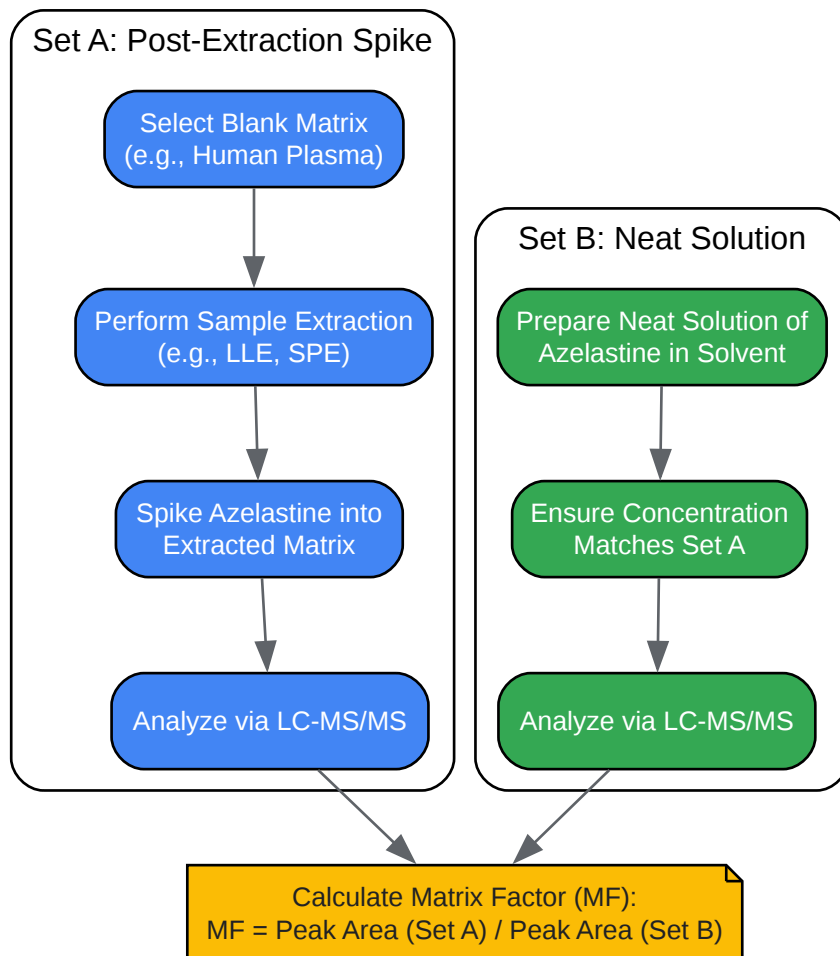 Set A: Post-Extraction Spike
Select Blank Matrix
(e.g., Human Plasma)
Perform Sample Extraction
(e.g., LLE, SPE)
Spike Azelastine into
Extracted Matrix
Analyze via LC-MS/MS
Set B: Neat Solution
Prepare Neat Solution of
Azelastine in Solvent
Ensure Concentration
Matches Set A
Analyze via LC-MS/MS
Calculate Matrix Factor (MF):
MF = Peak Area (Set A) / Peak Area (Set B)